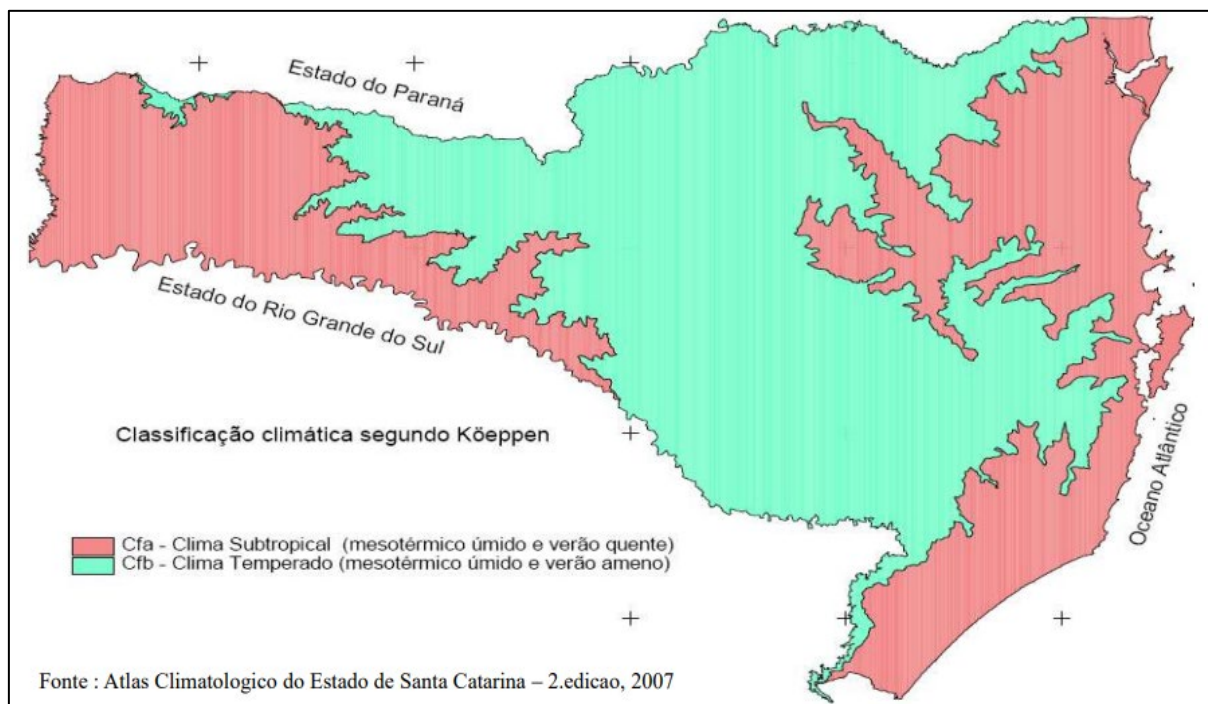 Estado do Paraná
Estado do Rio Grande do Sul
Oceano Atlântico
Classificação climática segundo Köeppen
Cfa - Clima Subtropical (mesotérmico úmido e verão quente)
Cfb - Clima Temperado (mesotérmico úmido e verão ameno)
Fonte : Atlas Climatologico do Estado de Santa Catarina – 2.edicao, 2007